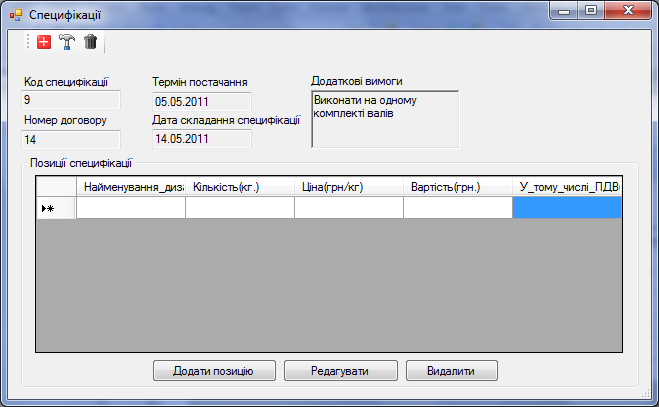 Специфікації
Код специфікації
9
Номер договору
14
Термін постачання
05.05.2011
Дата складання специфікації
14.05.2011
Додаткові вимоги
Виконати на одному
комплекті валів
Позиції специфікації
Найменування_диза Кількість(кг.) Ціна(грн/кг) Вартість(грн.) У_тому_числі_ПДВ(
Додати позицію Редагувати Видалити